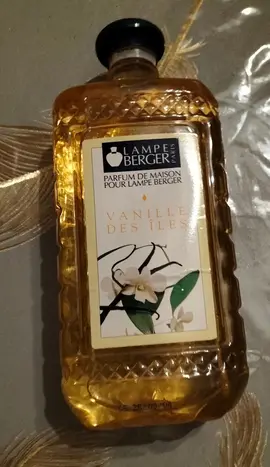 LAMPE
BERGER
PARIS
PARFUM DE MAISON
POUR LAMPE BERGER
VANILLE
DES ÎLES